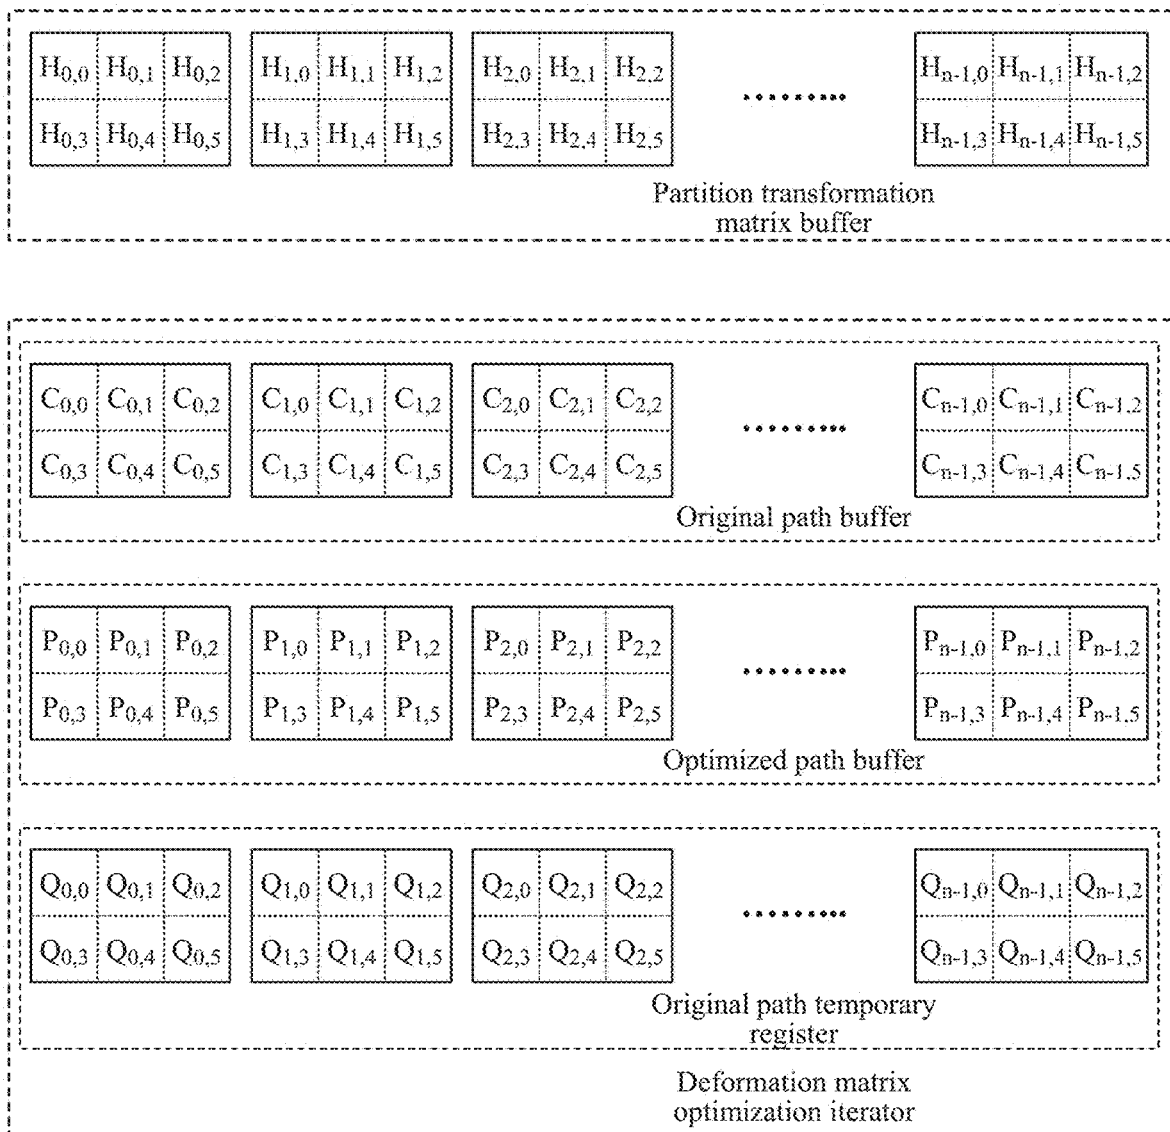 H0,0 H0,1 H0,2 H1,0 H1,1 H1,2 H2,0 H2,1 H2,2 ......... Hn-1,0 Hn-1,1 Hn-1,2
H0,3 H0,4 H0,5 H1,3 H1,4 H1,5 H2,3 H2,4 H2,5 Hn-1,3 Hn-1,4 Hn-1,5
Partition transformation
matrix buffer
C0,0 C0,1 C0,2 C1,0 C1,1 C1,2 C2,0 C2,1 C2,2 ......... Cn-1,0 Cn-1,1 Cn-1,2
C0,3 C0,4 C0,5 C1,3 C1,4 C1,5 C2,3 C2,4 C2,5 Cn-1,3 Cn-1,4 Cn-1,5
Original path buffer
P0,0 P0,1 P0,2 P1,0 P1,1 P1,2 P2,0 P2,1 P2,2 ......... Pn-1,0 Pn-1,1 Pn-1,2
P0,3 P0,4 P0,5 P1,3 P1,4 P1,5 P2,3 P2,4 P2,5 Pn-1,3 Pn-1,4 Pn-1,5
Optimized path buffer
Q0,0 Q0,1 Q0,2 Q1,0 Q1,1 Q1,2 Q2,0 Q2,1 Q2,2 ......... Qn-1,0 Qn-1,1 Qn-1,2
Q0,3 Q0,4 Q0,5 Q1,3 Q1,4 Q1,5 Q2,3 Q2,4 Q2,5 Qn-1,3 Qn-1,4 Qn-1,5
Original path temporary
register
Deformation matrix
optimization iterator